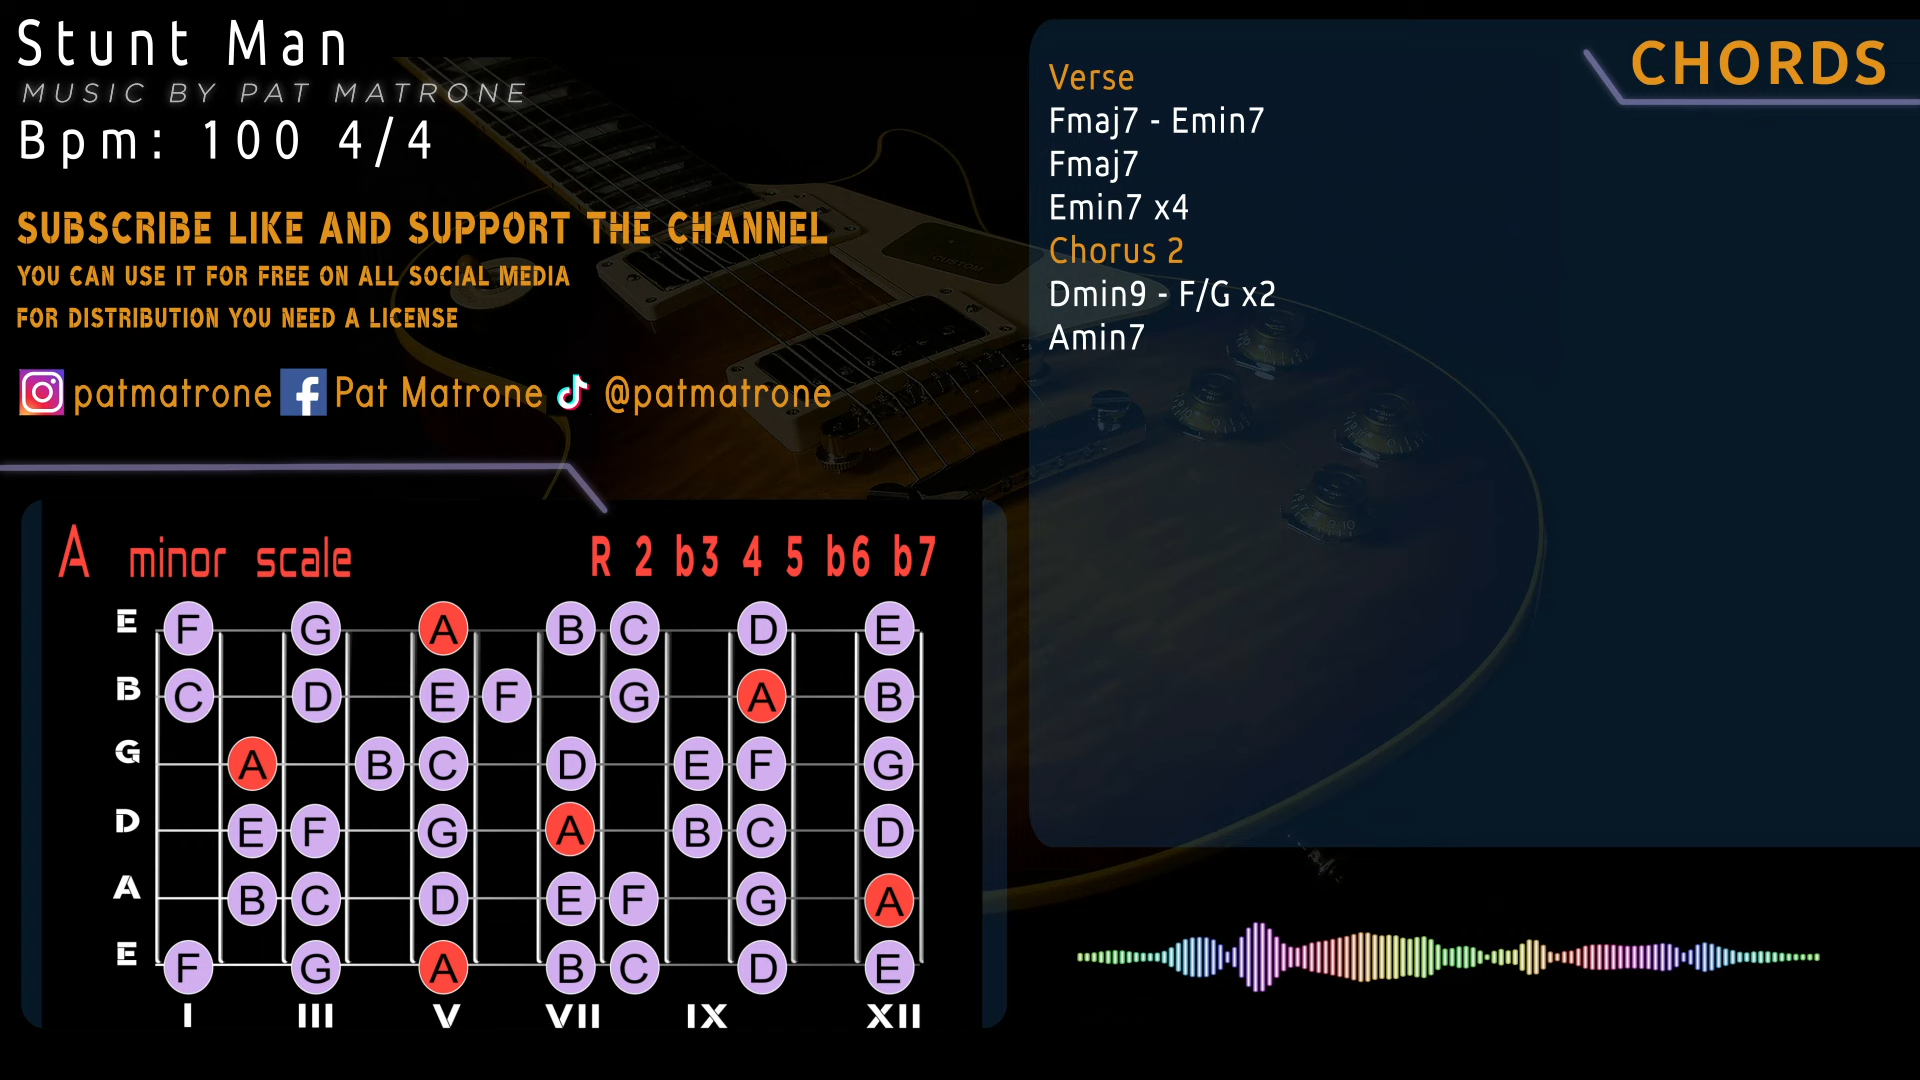 Stunt Man
MUSIC BY PAT MATRONE
Bpm: 100 4/4
SUBSCRIBE LIKE AND SUPPORT THE CHANNEL
YOU CAN USE IT FOR FREE ON ALL SOCIAL MEDIA
FOR DISTRIBUTION YOU NEED A LICENSE
patmatrone Pat Matrone @patmatrone
CHORDS
Verse
Fmaj7 - Emin7
Fmaj7
Emin7 x4
Chorus 2
Dmin9 - F/G x2
Amin7
CUSTOM
A minor scale R 2 b3 4 5 b6 b7
E F G A B C D E
B C D E F G A B
G A B C D E F G
D E F G A B C D
A B C D E F G A
E F G A B C D E
I III V VII IX XII